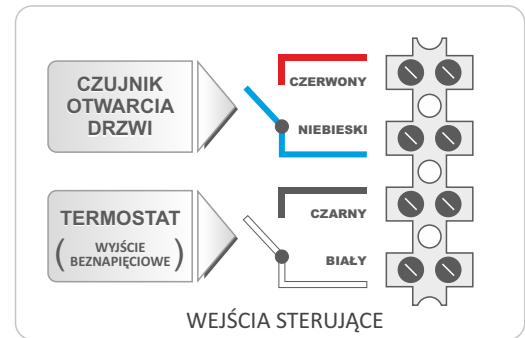 CZUJNIK
OTWARCIA
DRZWI
CZERWONY
NIEBIESKI
TERMOSTAT
( WYJŚCIE
BEZNAPIĘCIOWE )
CZARNY
BIAŁY
WEJŚCIA STERUJĄCE